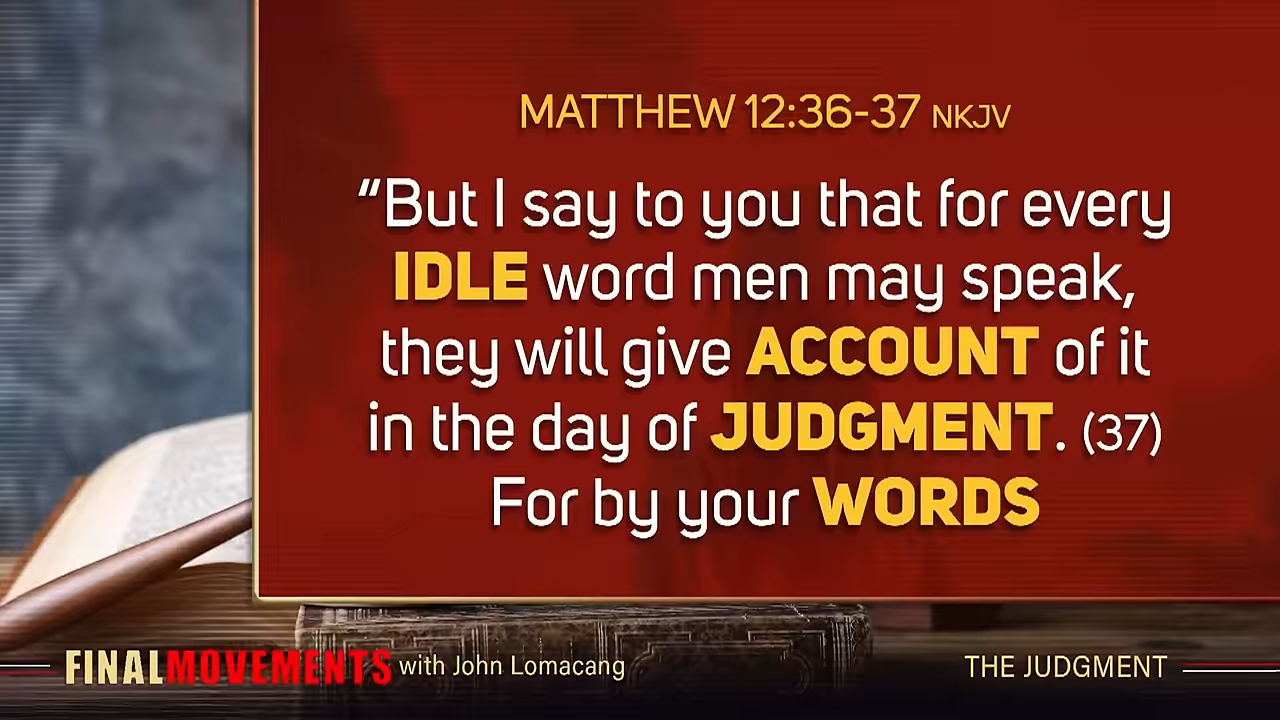 MATTHEW 12:36-37 NKJV
“But I say to you that for every
IDLE word men may speak,
they will give ACCOUNT of it
in the day of JUDGMENT. (37)
For by your WORDS
FINALMOVEMENTS with John Lomacang
THE JUDGMENT